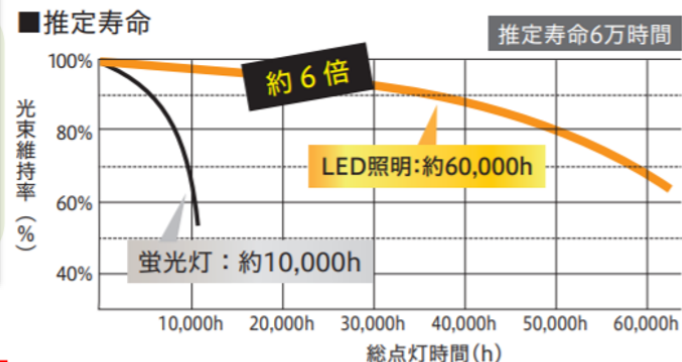 ■推定寿命
推定寿命6万時間
100%
80%
60%
40%
光束維持率（%）
約6倍
LED照明:約60,000h
蛍光灯：約10,000h
10,000h 20,000h 30,000h 40,000h 50,000h 60,000h
総点灯時間(h)